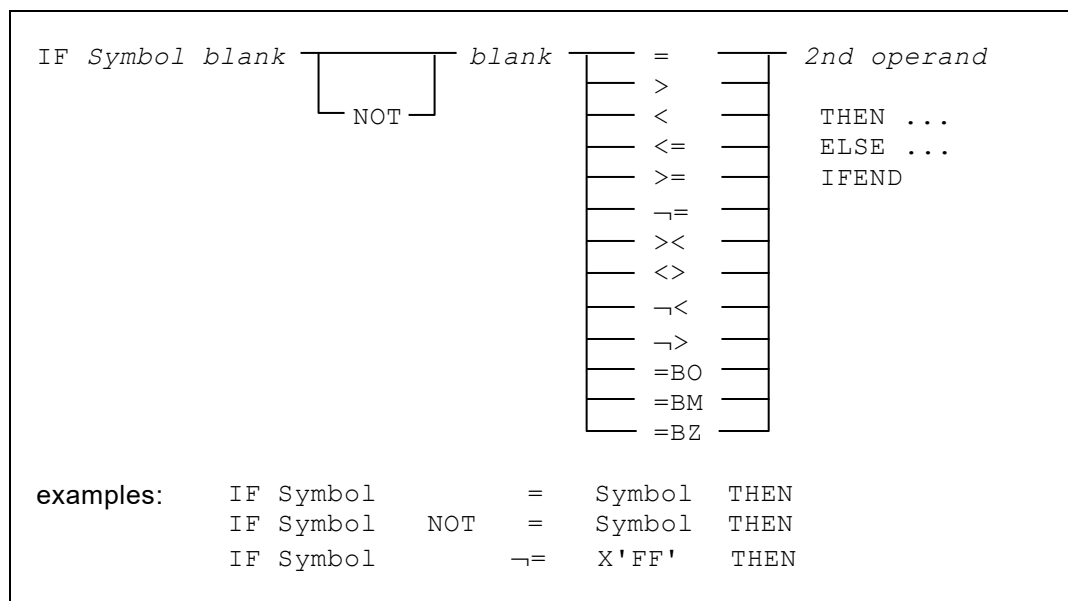 IF Symbol blank blank = 2nd operand
>
NOT < THEN ...
<= ELSE ...
>= IFEND
¬=
><
<>
¬<
¬>
=BO
=BM
=BZ
examples: IF Symbol = Symbol THEN
IF Symbol NOT = Symbol THEN
IF Symbol ¬= X'FF' THEN